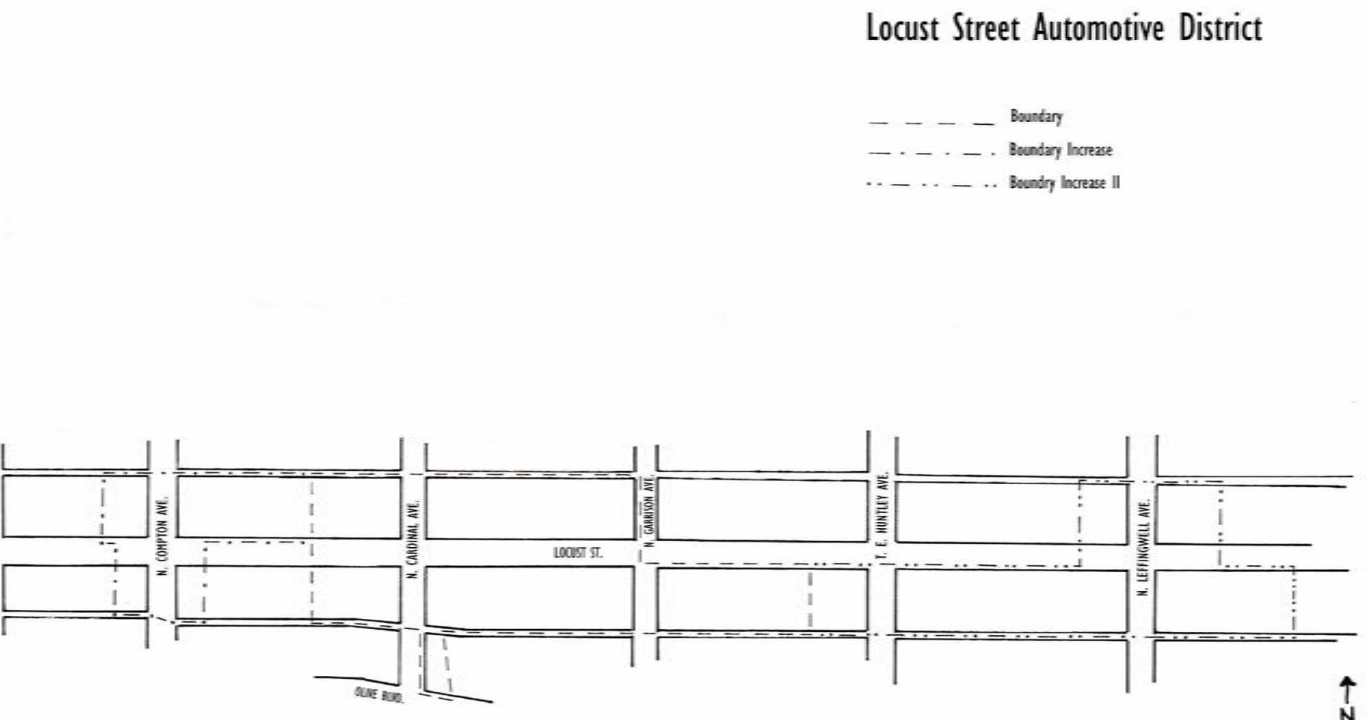 Locust Street Automotive District
Boundary
Boundary Increase
Boundry Increase II
N. COMPTON AVE.
N. CARDINAL AVE.
LOCUST ST.
N. GARRISON AVE.
T. E. HUNTLEY AVE.
N. LEFFINGWELL AVE.
OLIVE BLVD.
N